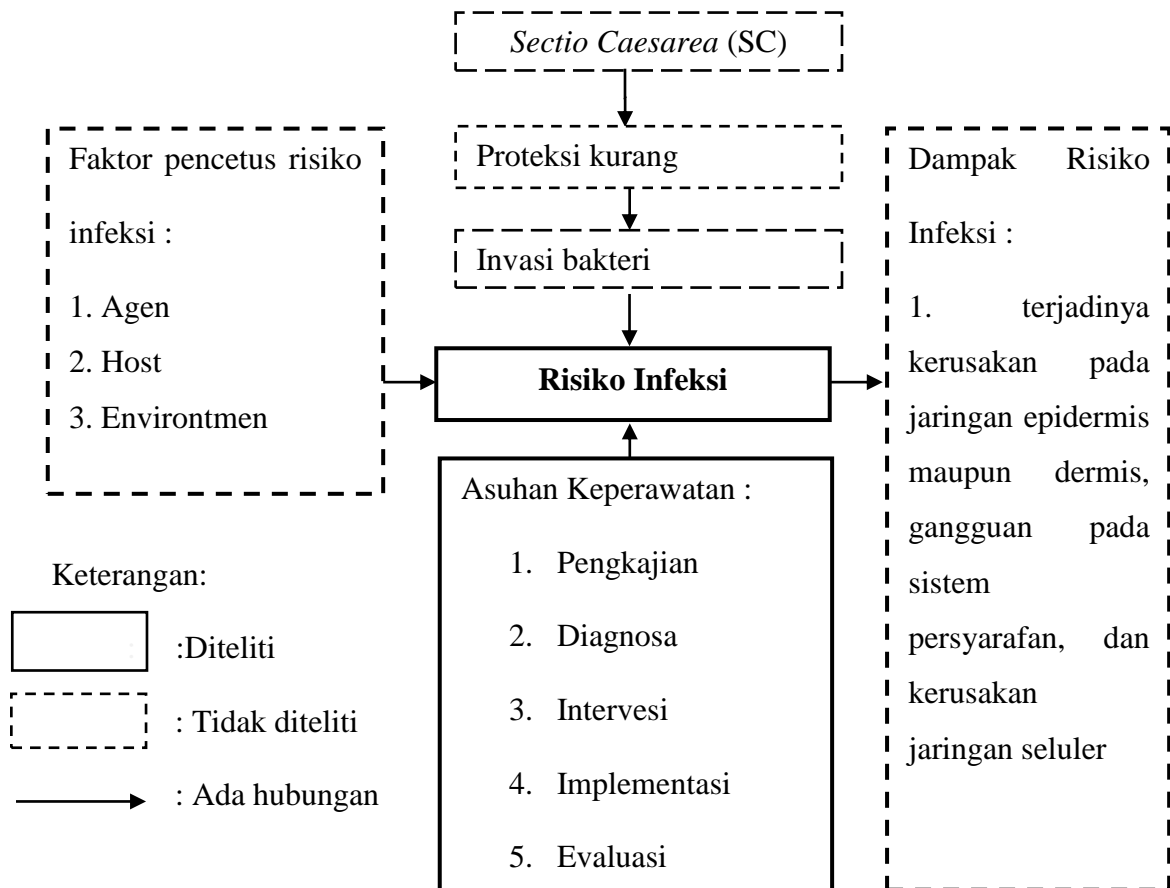 Sectio Caesarea (SC)
Proteksi kurang
Invasi bakteri
Faktor pencetus risiko
infeksi :
1. Agen
2. Host
3. Environtmen
Risiko Infeksi
Dampak Risiko
Infeksi :
1. terjadinya
kerusakan pada
jaringan epidermis
maupun dermis,
gangguan pada
sistem
persyarafan, dan
kerusakan
jaringan seluler
Asuhan Keperawatan :
1. Pengkajian
2. Diagnosa
3. Intervesi
4. Implementasi
5. Evaluasi
Keterangan:
:Diteliti
: Tidak diteliti
: Ada hubungan